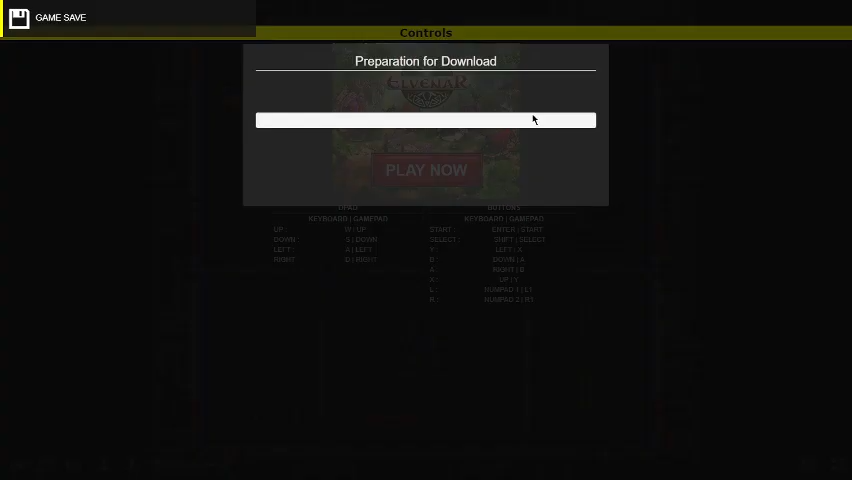 GAME SAVE
Controls
Preparation for Download
ELVENAR
PLAY NOW
DPAD
BUTTONS
KEYBOARD | GAMEPAD
KEYBOARD | GAMEPAD
UP : W / UP
START : ENTER / START
DOWN : S | DOWN
SELECT : SHIFT | SELECT
LEFT : A | LEFT
Y : LEFT / X
RIGHT D | RIGHT
B : DOWN / A
A : RIGHT / B
X : UP / Y
L : NUMPAD 1 | L1
R : NUMPAD 2 | R1